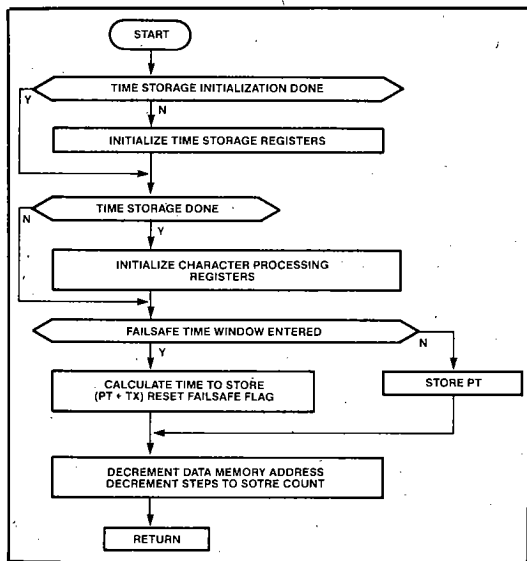 START
TIME STORAGE INITIALIZATION DONE
Y
N
INITIALIZE TIME STORAGE REGISTERS
TIME STORAGE DONE
N
Y
INITIALIZE CHARACTER PROCESSING
REGISTERS
FAILSAFE TIME WINDOW ENTERED
N
Y
CALCULATE TIME TO STORE
(PT + TX) RESET FAILSAFE FLAG
STORE PT
DECREMENT DATA MEMORY ADDRESS
DECREMENT STEPS TO SOTRE COUNT
RETURN